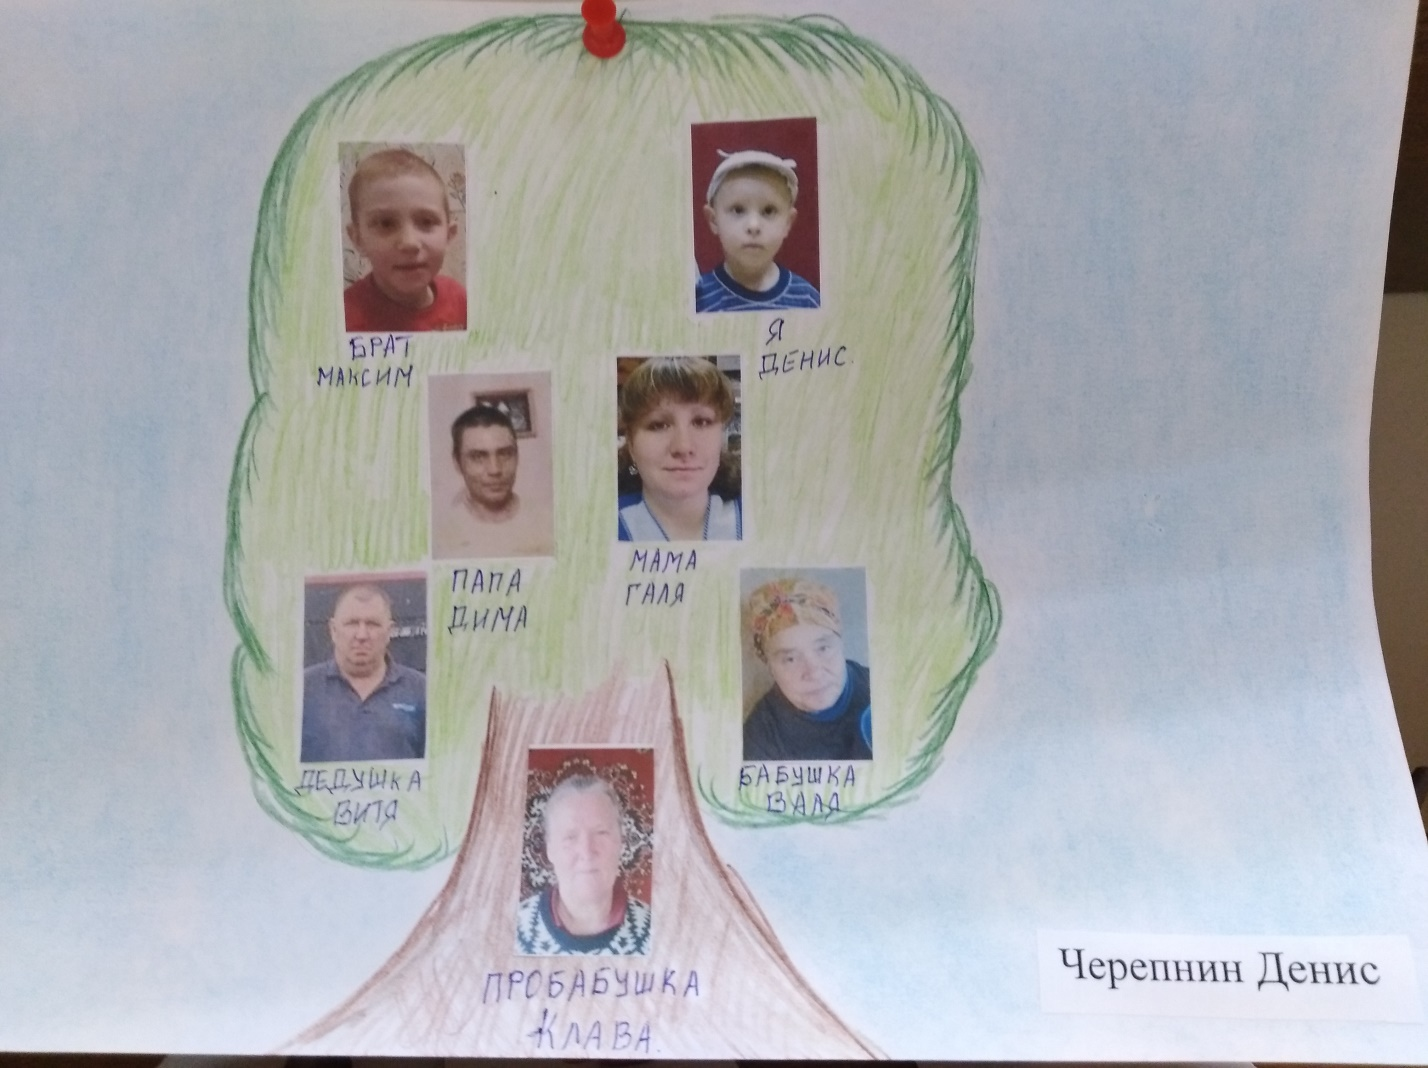 БРАТ
МАКСИМ
Я
ДЕНИС.
ПАПА
ДИМА
МАМА
ГАЛЯ
ДЕДУШКА
ВИТЯ
БАБУШКА
ВАЛЯ
ПРОБАБУШКА
КЛАВА.
Черепнин Денис